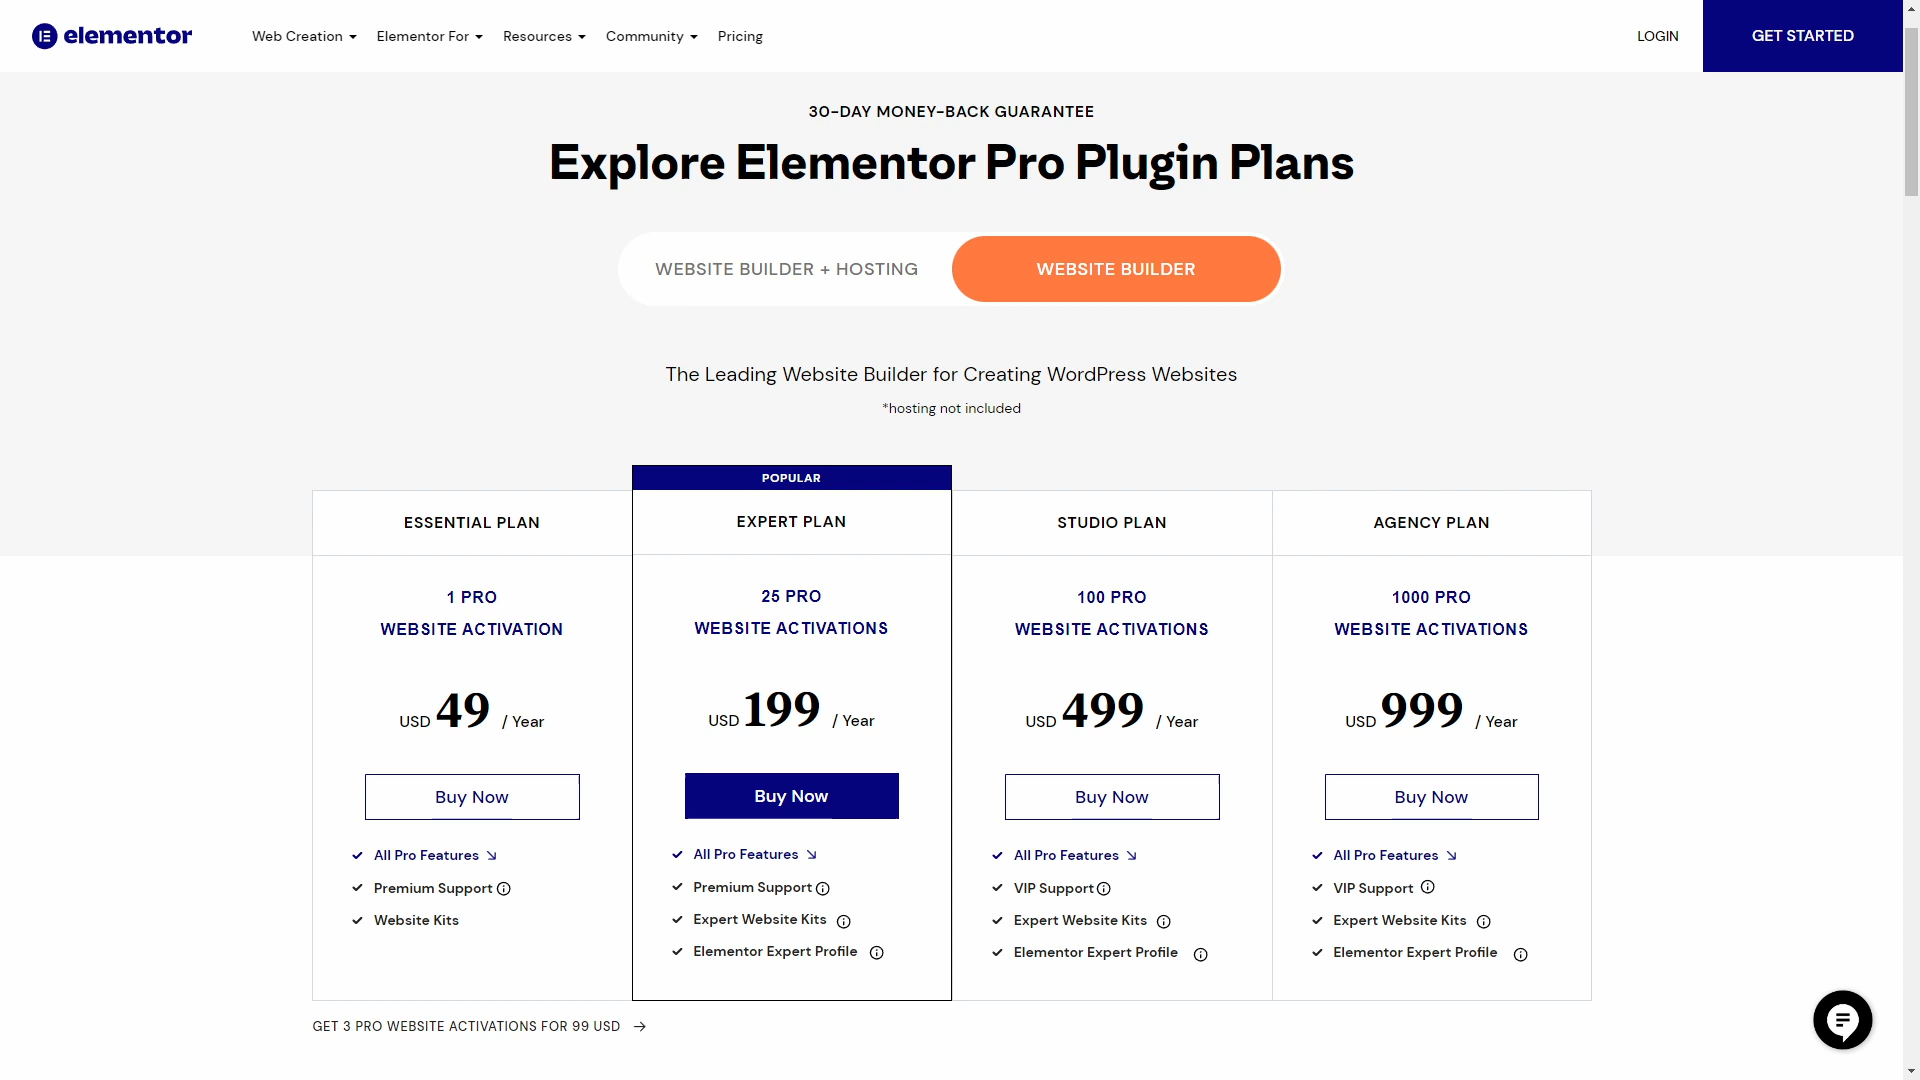 elementor
Web Creation
Elementor For
Resources
Community
Pricing
LOGIN
GET STARTED
30-DAY MONEY-BACK GUARANTEE
Explore Elementor Pro Plugin Plans
WEBSITE BUILDER + HOSTING
WEBSITE BUILDER
The Leading Website Builder for Creating WordPress Websites
*hosting not included
ESSENTIAL PLAN
1 PRO
WEBSITE ACTIVATION
USD 49 / Year
Buy Now
All Pro Features
Premium Support
Website Kits
POPULAR
EXPERT PLAN
25 PRO
WEBSITE ACTIVATIONS
USD 199 / Year
Buy Now
All Pro Features
Premium Support
Expert Website Kits
Elementor Expert Profile
STUDIO PLAN
100 PRO
WEBSITE ACTIVATIONS
USD 499 / Year
Buy Now
All Pro Features
VIP Support
Expert Website Kits
Elementor Expert Profile
AGENCY PLAN
1000 PRO
WEBSITE ACTIVATIONS
USD 999 / Year
Buy Now
All Pro Features
VIP Support
Expert Website Kits
Elementor Expert Profile
GET 3 PRO WEBSITE ACTIVATIONS FOR 99 USD →